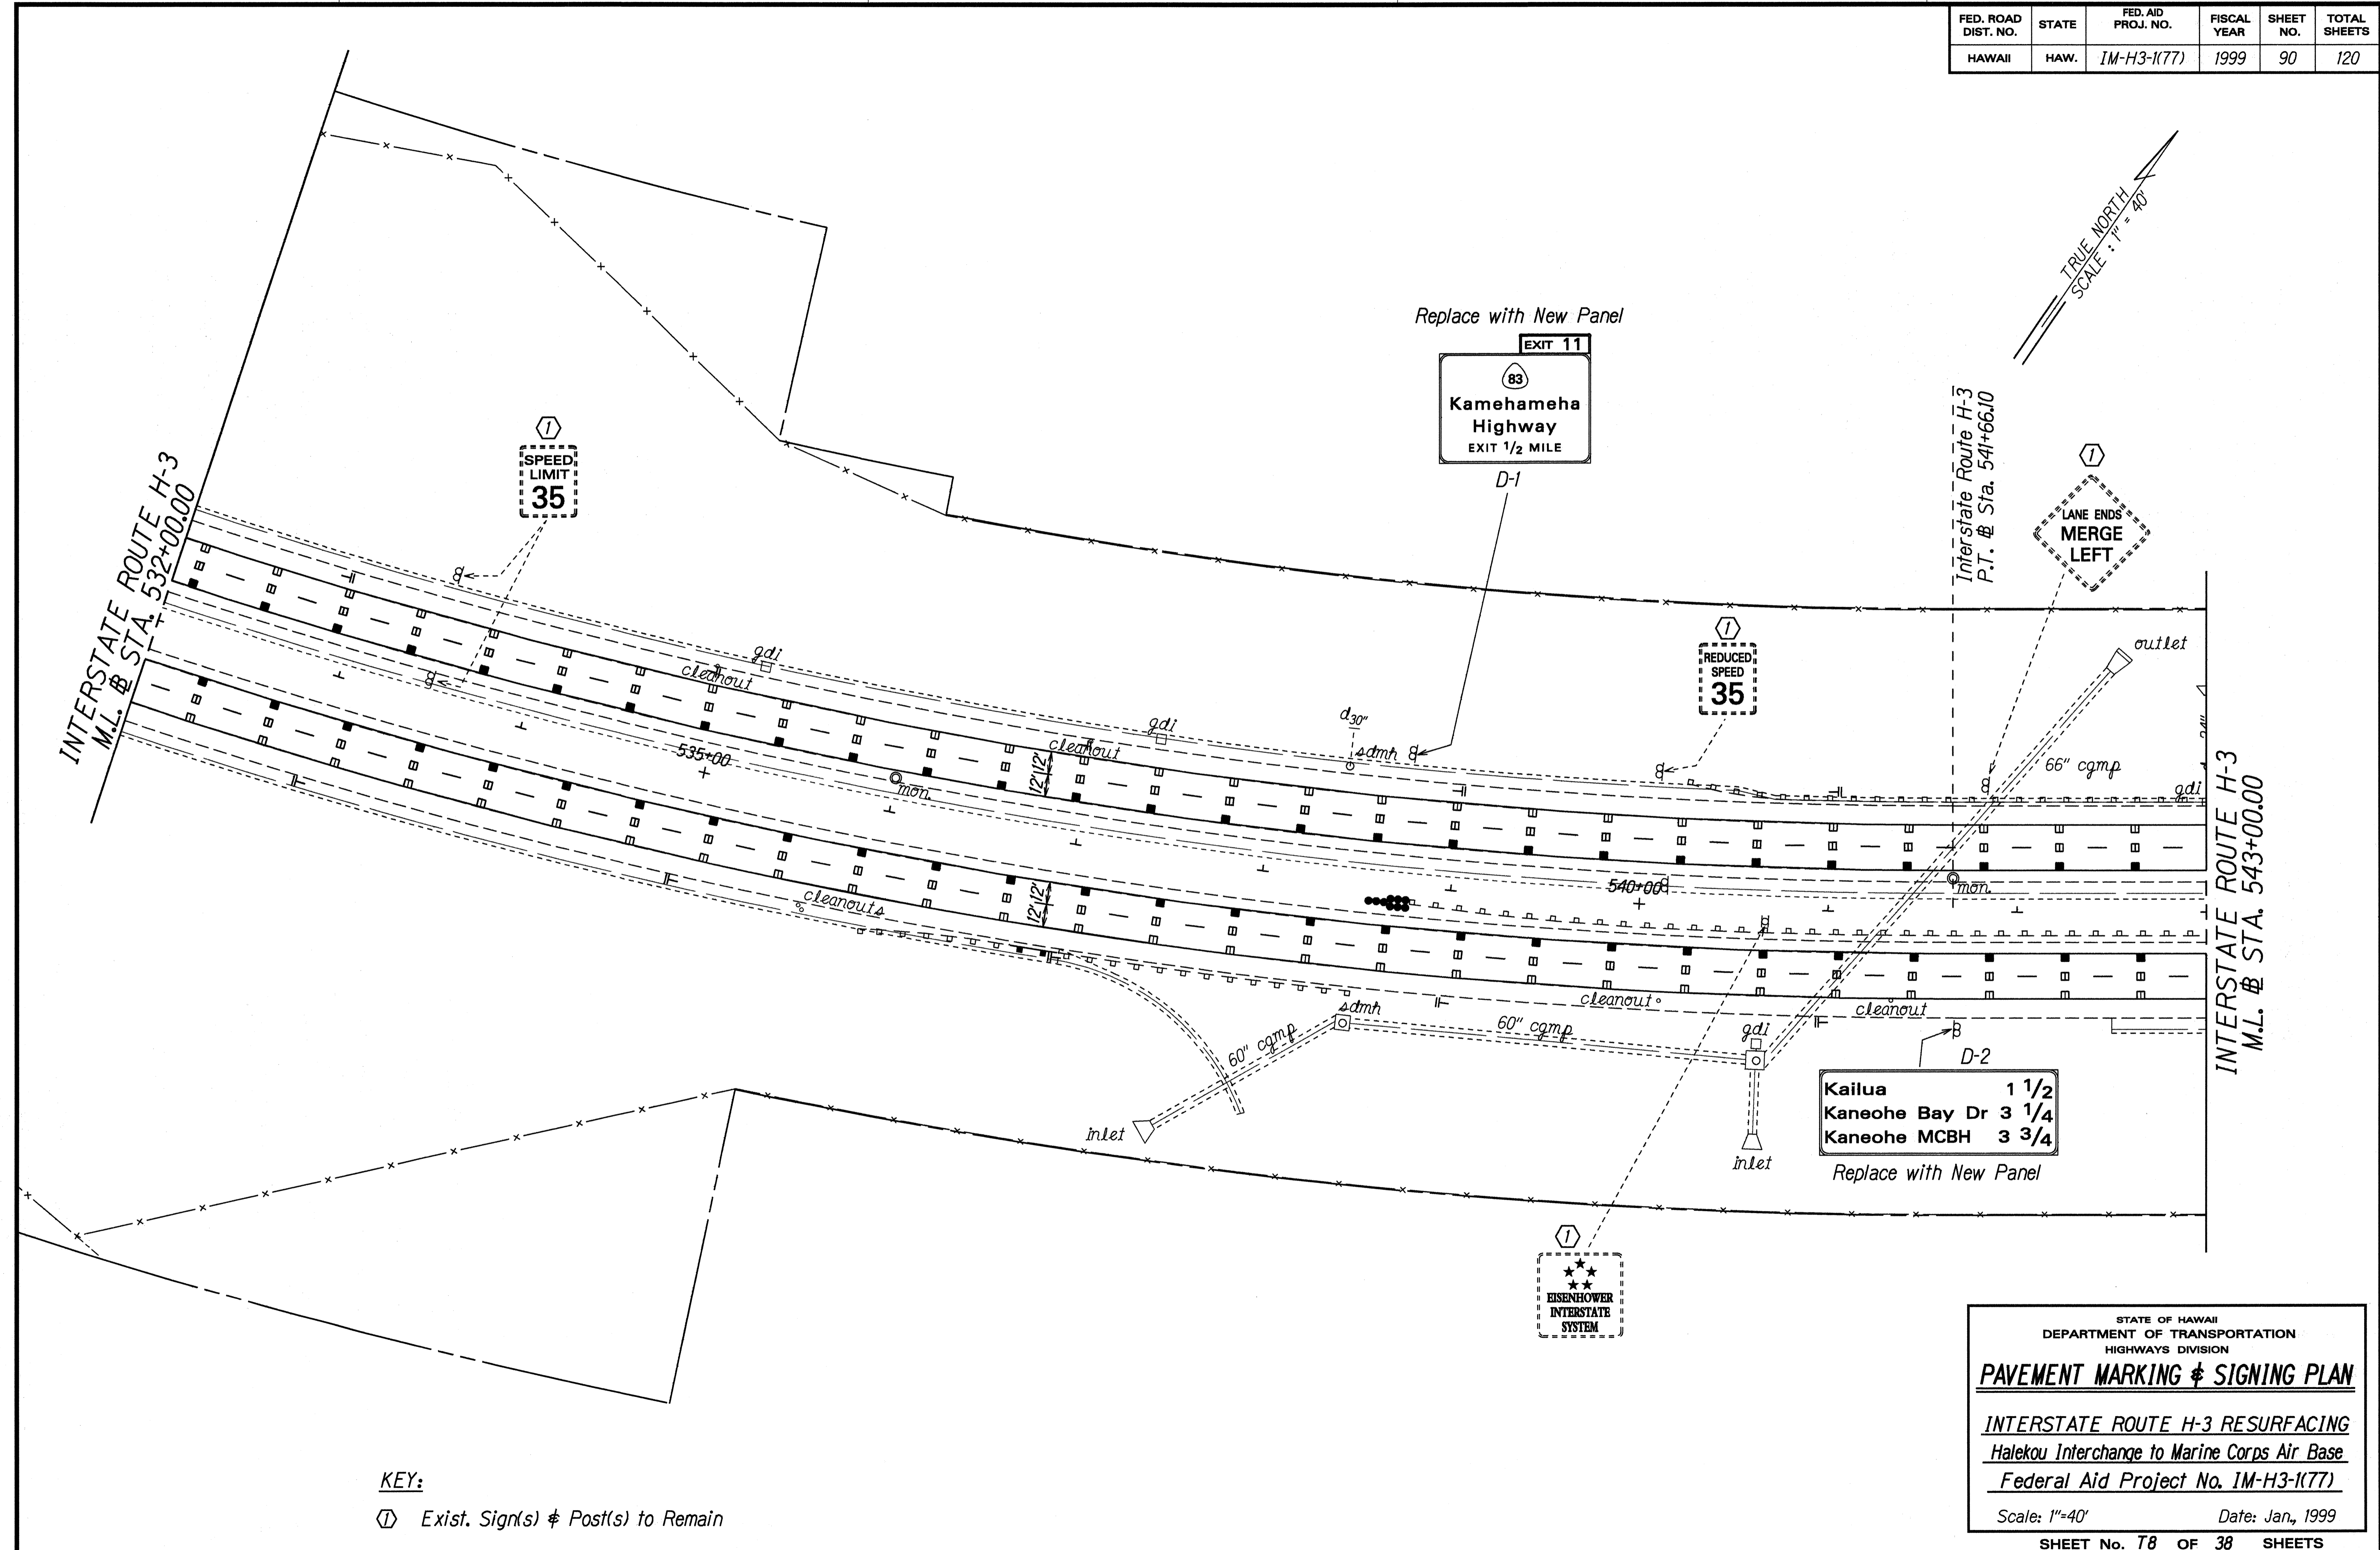 FED. ROAD DIST. NO. STATE FED. AID PROJ. NO. FISCAL YEAR SHEET NO. TOTAL SHEETS
HAWAII HAW. IM-H3-1(77) 1999 90 120
TRUE NORTH
SCALE : 1" = 40'
Replace with New Panel
EXIT 11
83
Kamehameha
Highway
EXIT 1/2 MILE
D-1
1
SPEED
LIMIT
35
Interstate Route H-3
P.T. ℄ Sta. 541+66.10
1
LANE ENDS
MERGE
LEFT
INTERSTATE ROUTE H-3
M.L. ℄ STA. 532+00.00
1
REDUCED
SPEED
35
outlet
gdi
cleanout
gdi
cleanout
d30"
sdmh
66" cgmp
24"
gdi
535+00
mon.
12' 12'
INTERSTATE ROUTE H-3
M.L. ℄ STA. 543+00.00
540+00
mon.
12' 12'
cleanouts
cleanout
cleanout
sdmh
60" cgmp
60" cgmp
gdi
inlet
inlet
D-2
Kailua 1 1/2
Kaneohe Bay Dr 3 1/4
Kaneohe MCBH 3 3/4
Replace with New Panel
1
EISENHOWER
INTERSTATE
SYSTEM
KEY:
1 Exist. Sign(s) & Post(s) to Remain
STATE OF HAWAII
DEPARTMENT OF TRANSPORTATION
HIGHWAYS DIVISION
PAVEMENT MARKING & SIGNING PLAN
INTERSTATE ROUTE H-3 RESURFACING
Halekou Interchange to Marine Corps Air Base
Federal Aid Project No. IM-H3-1(77)
Scale: 1"=40' Date: Jan., 1999
SHEET No. T8 OF 38 SHEETS